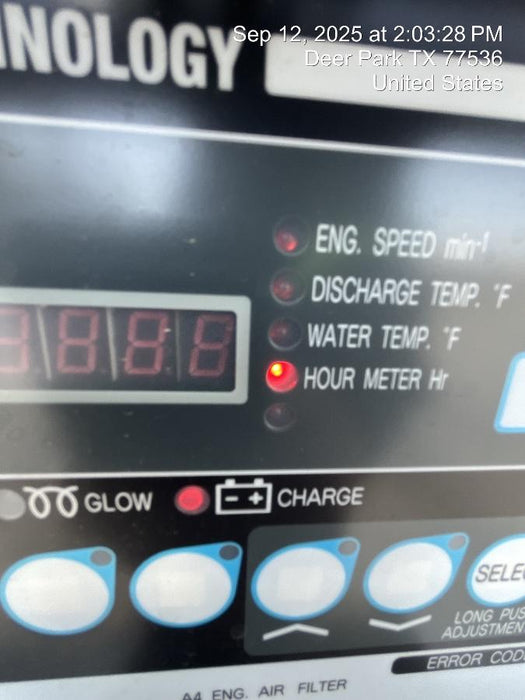 NOLOGY
Sep 12, 2025 at 2:03:28 PM
Deer Park TX 77536
United States
ENG. SPEED min-1
DISCHARGE TEMP. °F
WATER TEMP. °F
HOUR METER Hr
GLOW
- +
CHARGE
SELE
LONG PUS
ADJUSTMEN
ERROR COD
A4 ENG. AIR FILTER